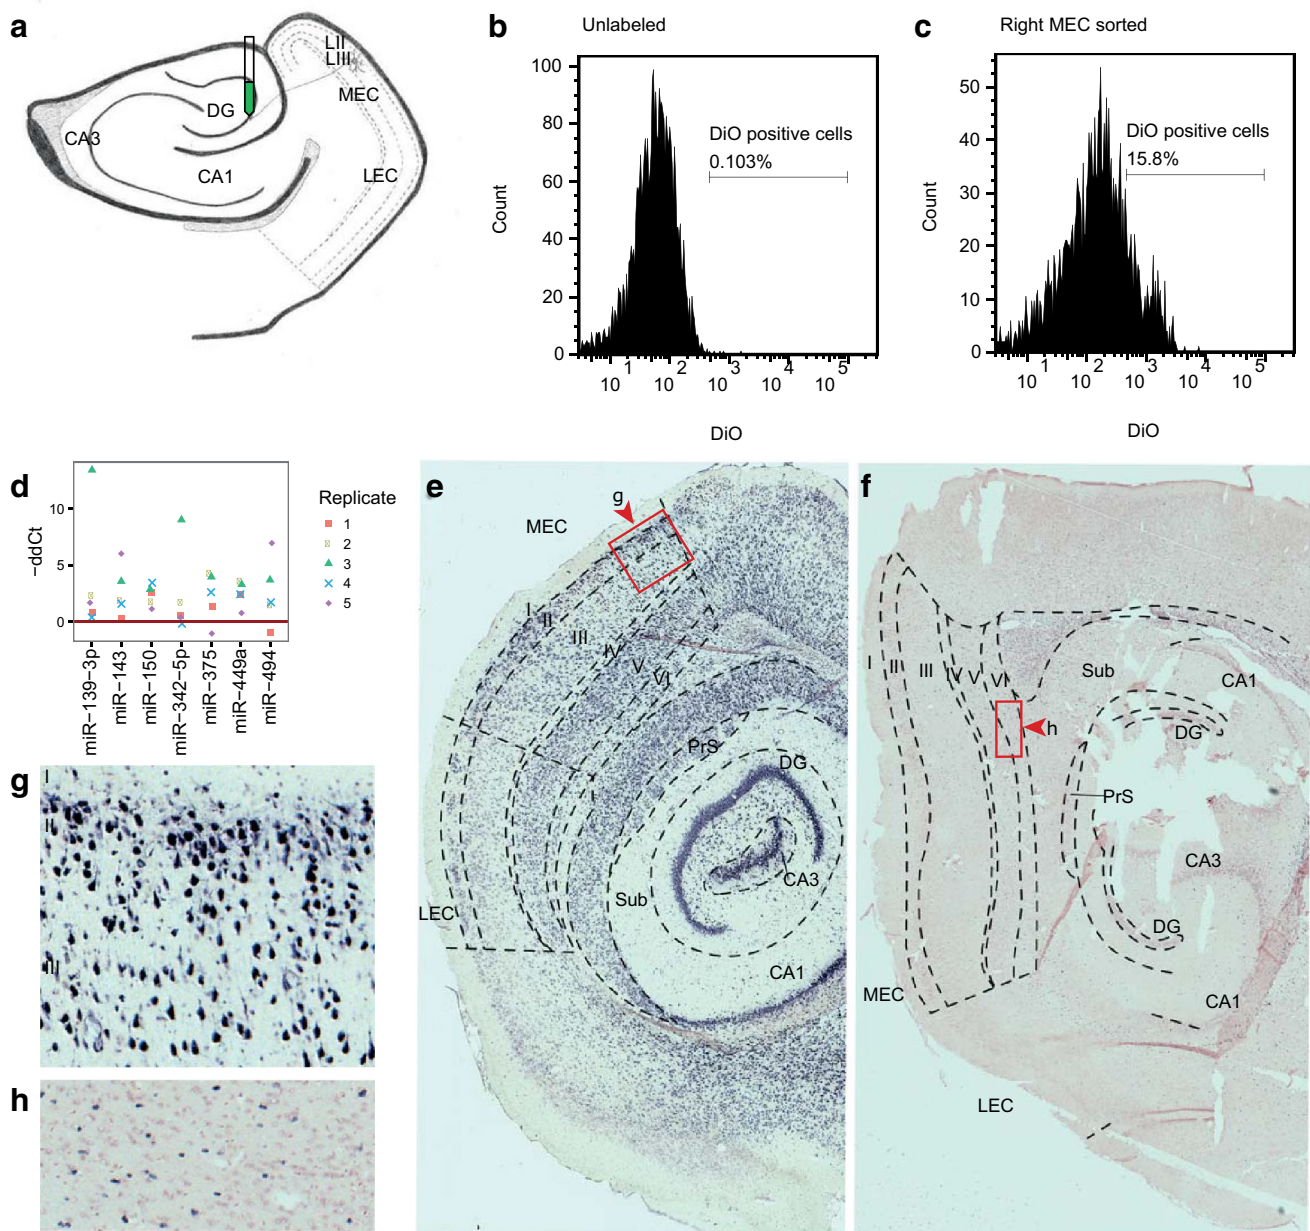 a
LII
LIII
DG
MEC
CA3
CA1
LEC
b
Unlabeled
100
80
60
40
20
0
Count
DiO positive cells
0.103%
10 1
10 2
10 3
10 4
10 5
DiO
c
Right MEC sorted
50
40
30
20
10
0
Count
DiO positive cells
15.8%
10 1
10 2
10 3
10 4
10 5
DiO
d
10
5
0
−ddCt
miR−139−3p
miR−143
miR−150
miR−342−5p
miR−375
miR−449a
miR−494
Replicate
1
2
3
4
5
e
g
MEC
I
II
III
IV
V
VI
PrS
DG
CA3
Sub
LEC
CA1
f
I
II
III
IV
V
VI
Sub
CA1
DG
h
PrS
CA3
DG
MEC
CA1
LEC
g
I
II
III
h